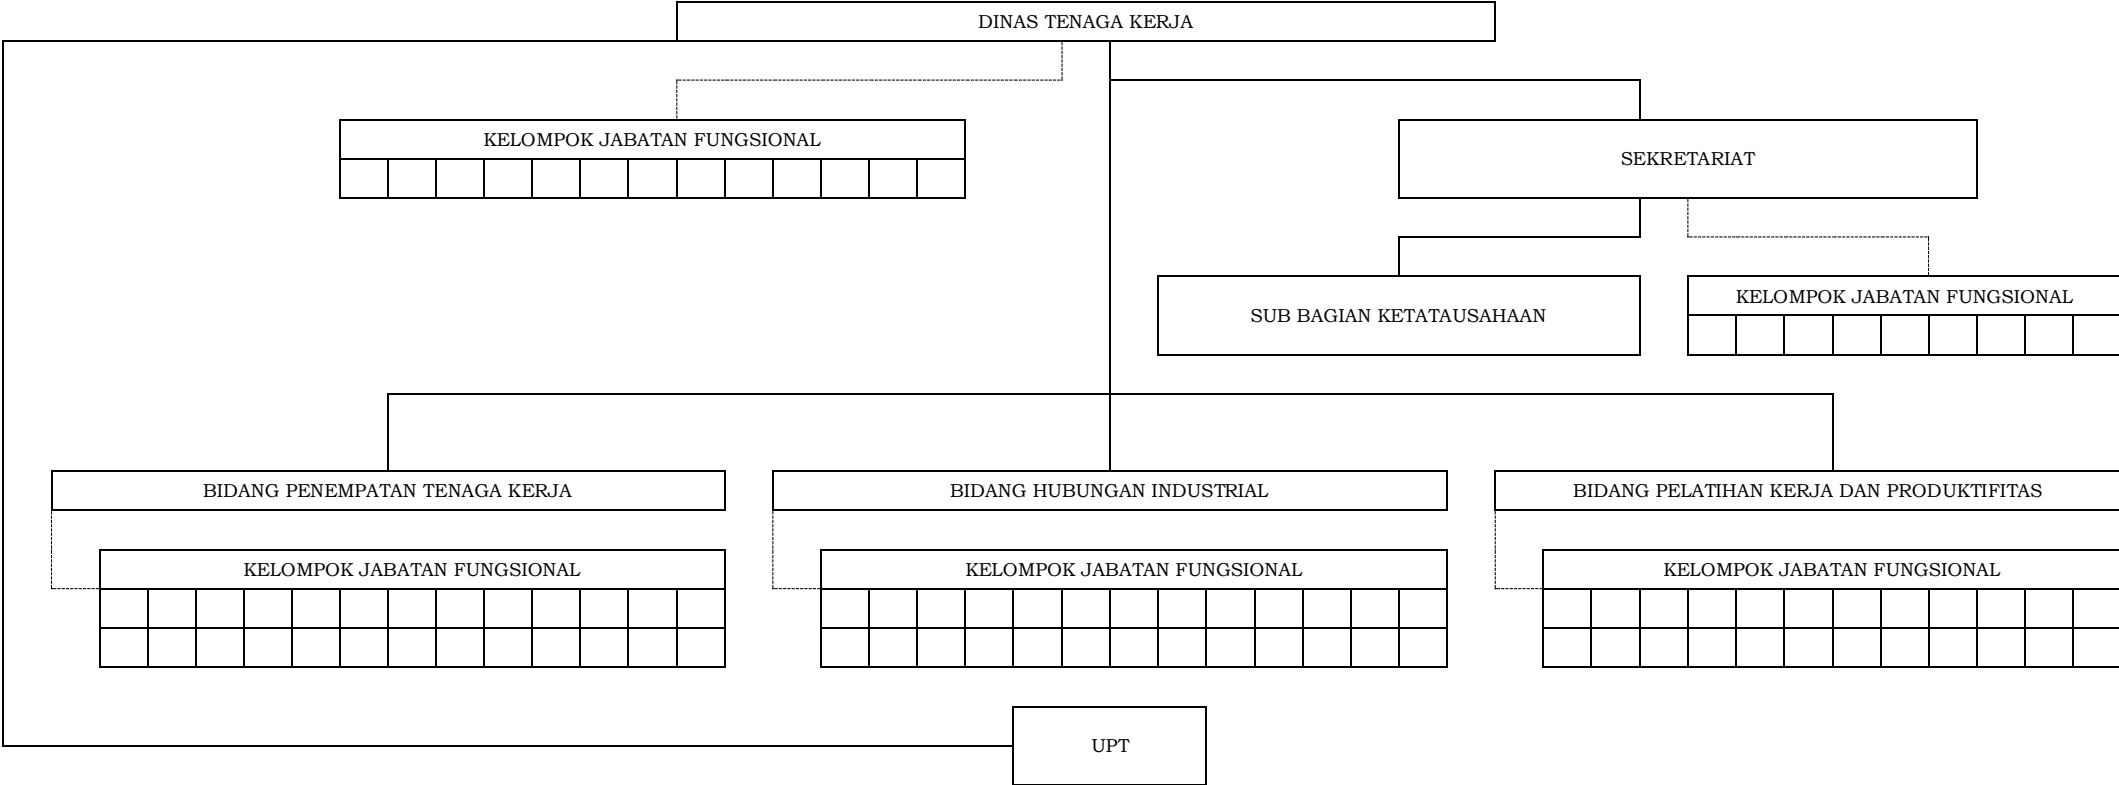 DINAS TENAGA KERJA
KELOMPOK JABATAN FUNGSIONAL
SEKRETARIAT
SUB BAGIAN KETATAUSAHAAN
KELOMPOK JABATAN FUNGSIONAL
BIDANG PENEMPATAN TENAGA KERJA
BIDANG HUBUNGAN INDUSTRIAL
BIDANG PELATIHAN KERJA DAN PRODUKTIFITAS
KELOMPOK JABATAN FUNGSIONAL
KELOMPOK JABATAN FUNGSIONAL
KELOMPOK JABATAN FUNGSIONAL
UPT